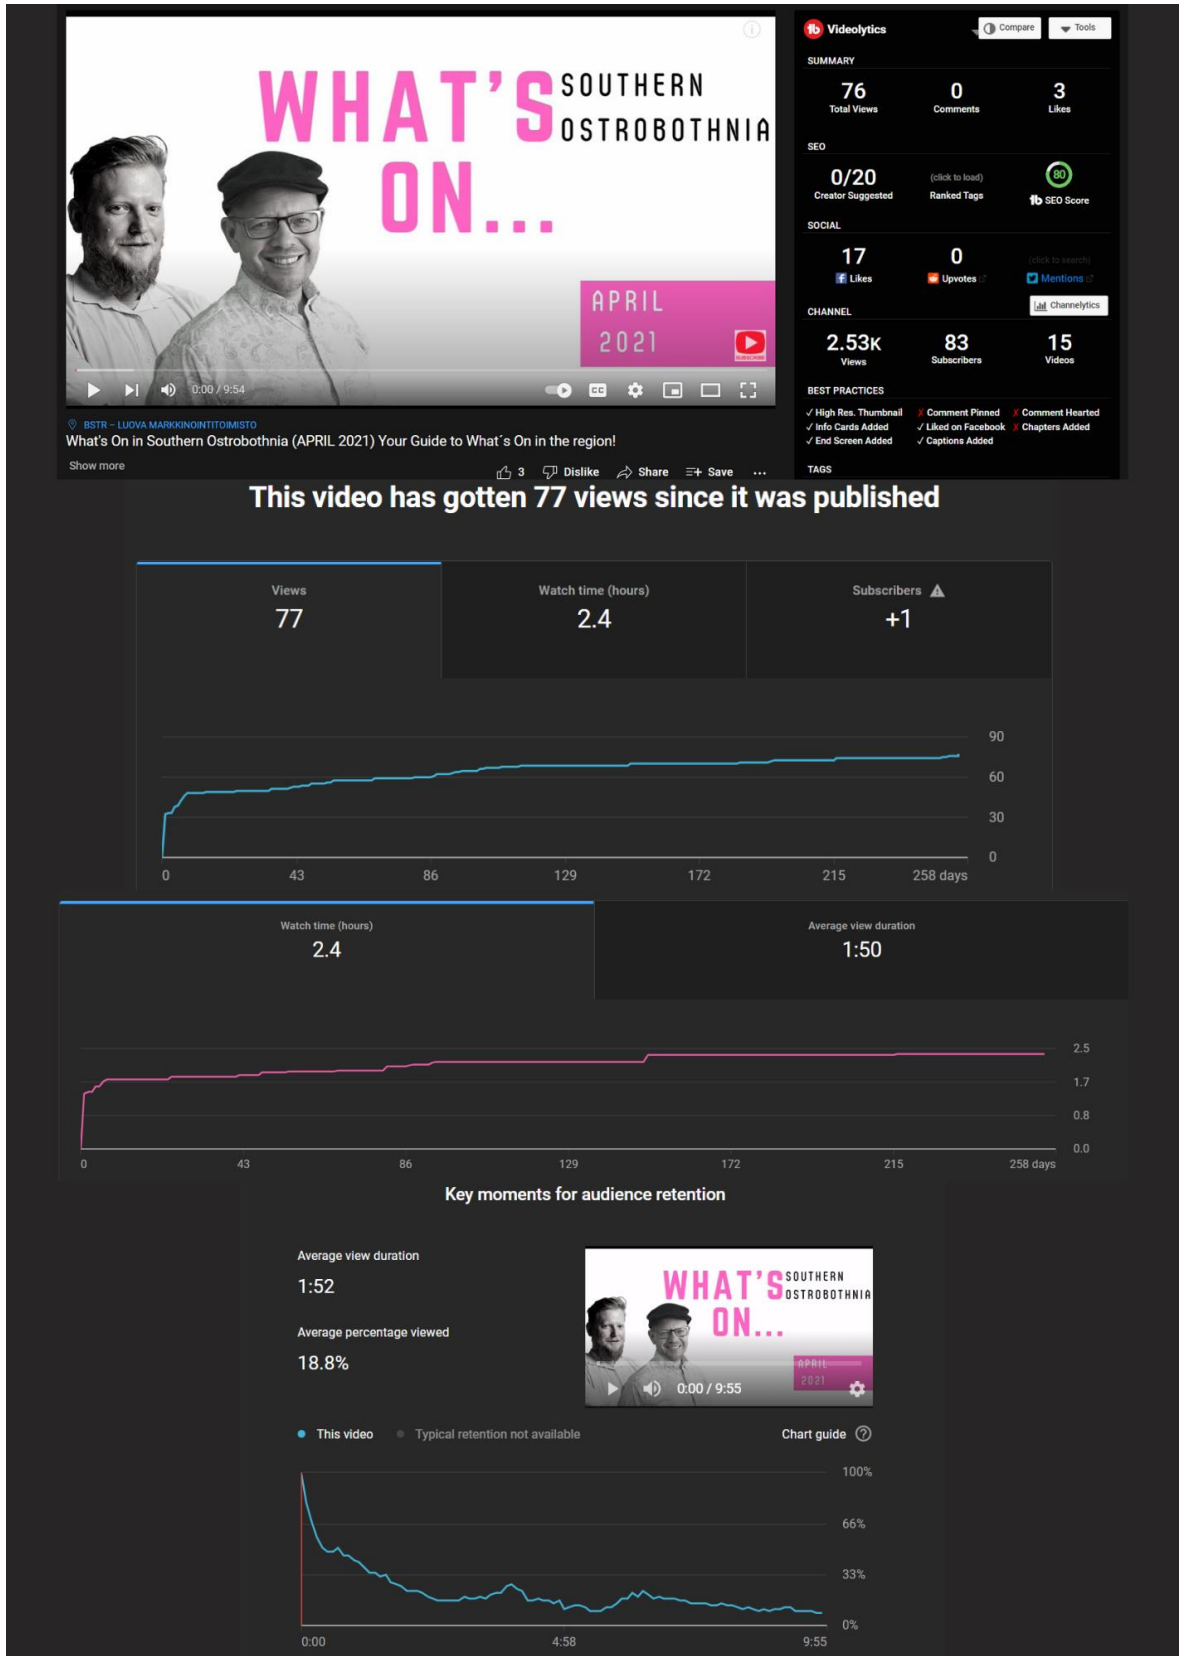 WHAT'S
ON...
SOUTHERN
OSTROBOTHNIA
APRIL
2021
SUBSCRIBE
0:00 / 9:54
CC
BSTR – LUOVA MARKKINOINTITOIMISTO
What's On in Southern Ostrobothnia (APRIL 2021) Your Guide to What´s On in the region!
Show more
3 Dislike Share Save ...
tb Videolytics Compare Tools
SUMMARY
76 0 3
Total Views Comments Likes
SEO
0/20 (click to load) 80
Creator Suggested Ranked Tags tb SEO Score
SOCIAL
17 0 (click to search)
Likes Upvotes Mentions
CHANNEL Channelytics
2.53K 83 15
Views Subscribers Videos
BEST PRACTICES
✓ High Res. Thumbnail ✗ Comment Pinned ✗ Comment Hearted
✓ Info Cards Added ✓ Liked on Facebook ✗ Chapters Added
✓ End Screen Added ✓ Captions Added
TAGS
This video has gotten 77 views since it was published
Views Watch time (hours) Subscribers
77 2.4 +1
90
60
30
0
0 43 86 129 172 215 258 days
Watch time (hours) Average view duration
2.4 1:50
2.5
1.7
0.8
0.0
0 43 86 129 172 215 258 days
Key moments for audience retention
Average view duration
1:52
Average percentage viewed
18.8%
WHAT'S
ON...
SOUTHERN
OSTROBOTHNIA
APRIL
2021
0:00 / 9:55
This video Typical retention not available Chart guide ?
100%
66%
33%
0%
0:00 4:58 9:55